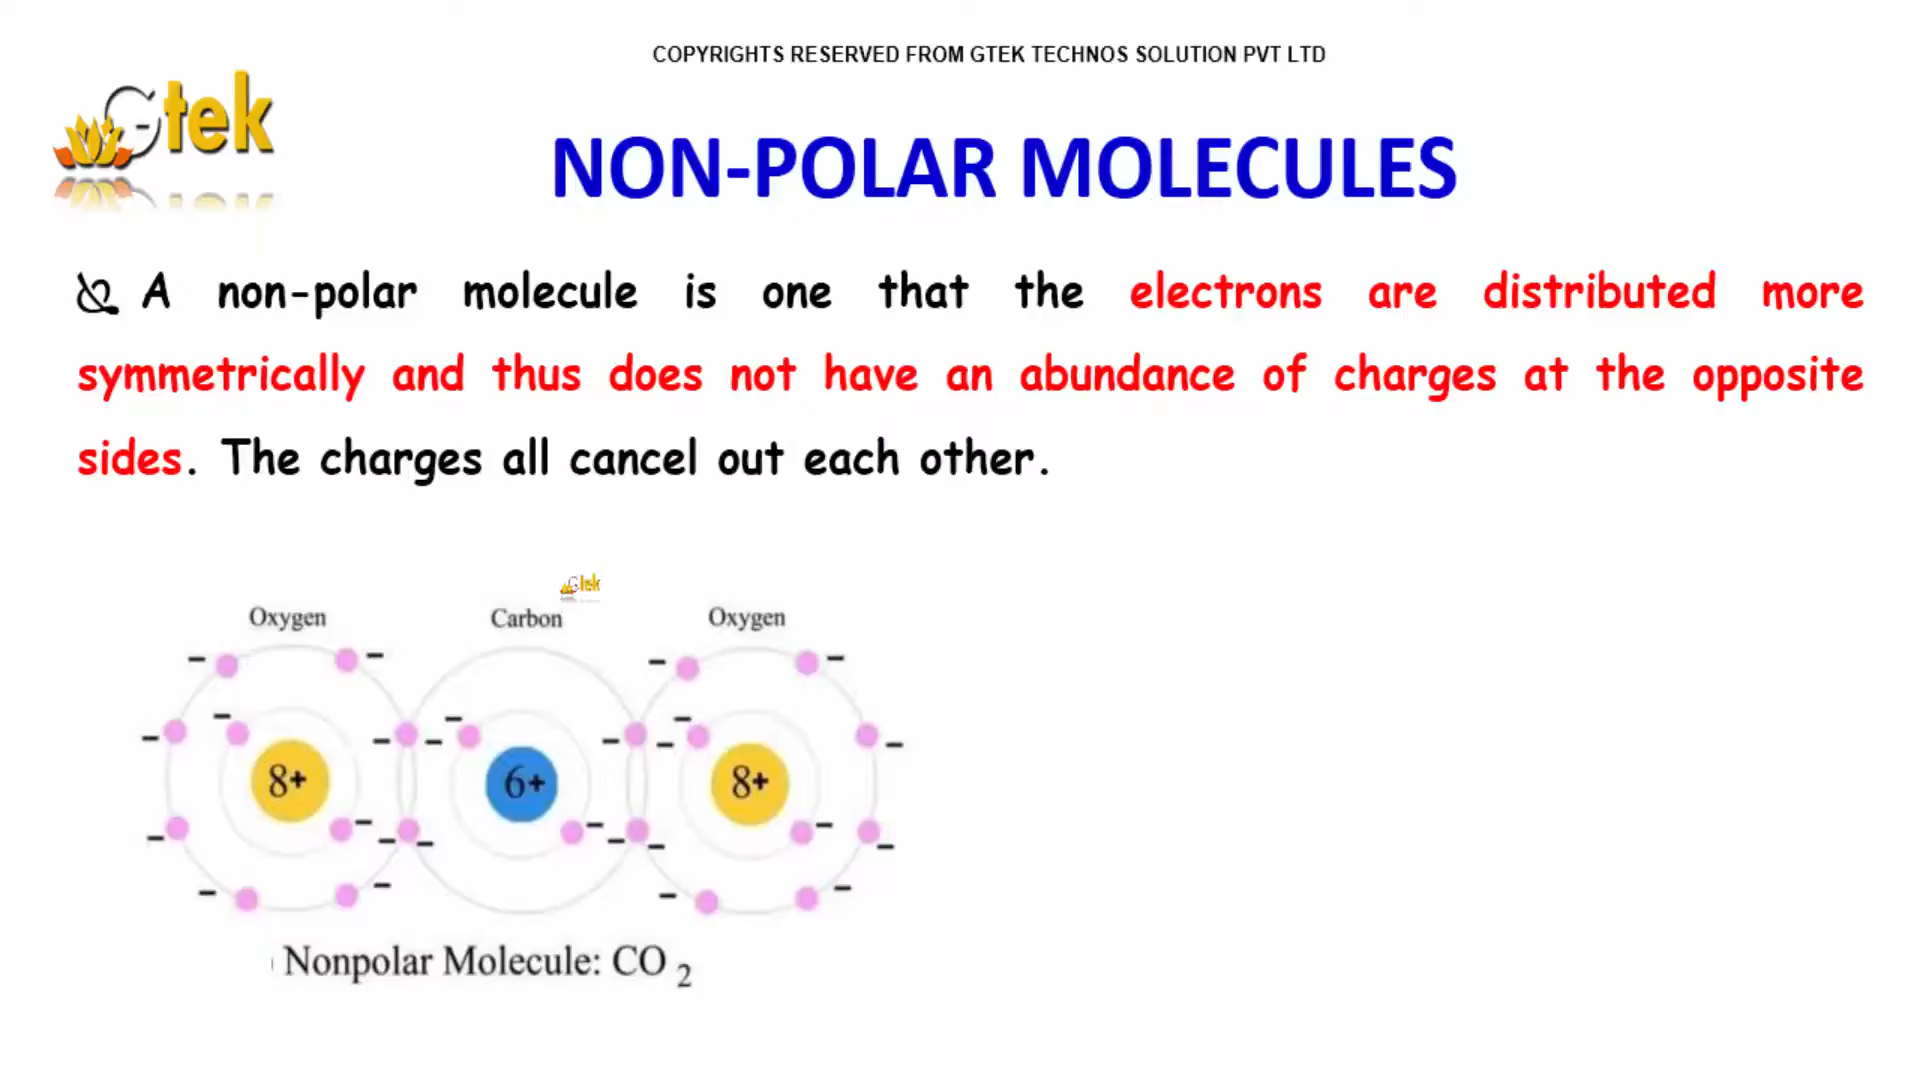 COPYRIGHTS RESERVED FROM GTEK TECHNOS SOLUTION PVT LTD
Gtek
NON-POLAR MOLECULES
A non-polar molecule is one that the electrons are distributed more
symmetrically and thus does not have an abundance of charges at the opposite
sides. The charges all cancel out each other.
Gtek
Oxygen Carbon Oxygen
8+ 6+ 8+
Nonpolar Molecule: CO 2